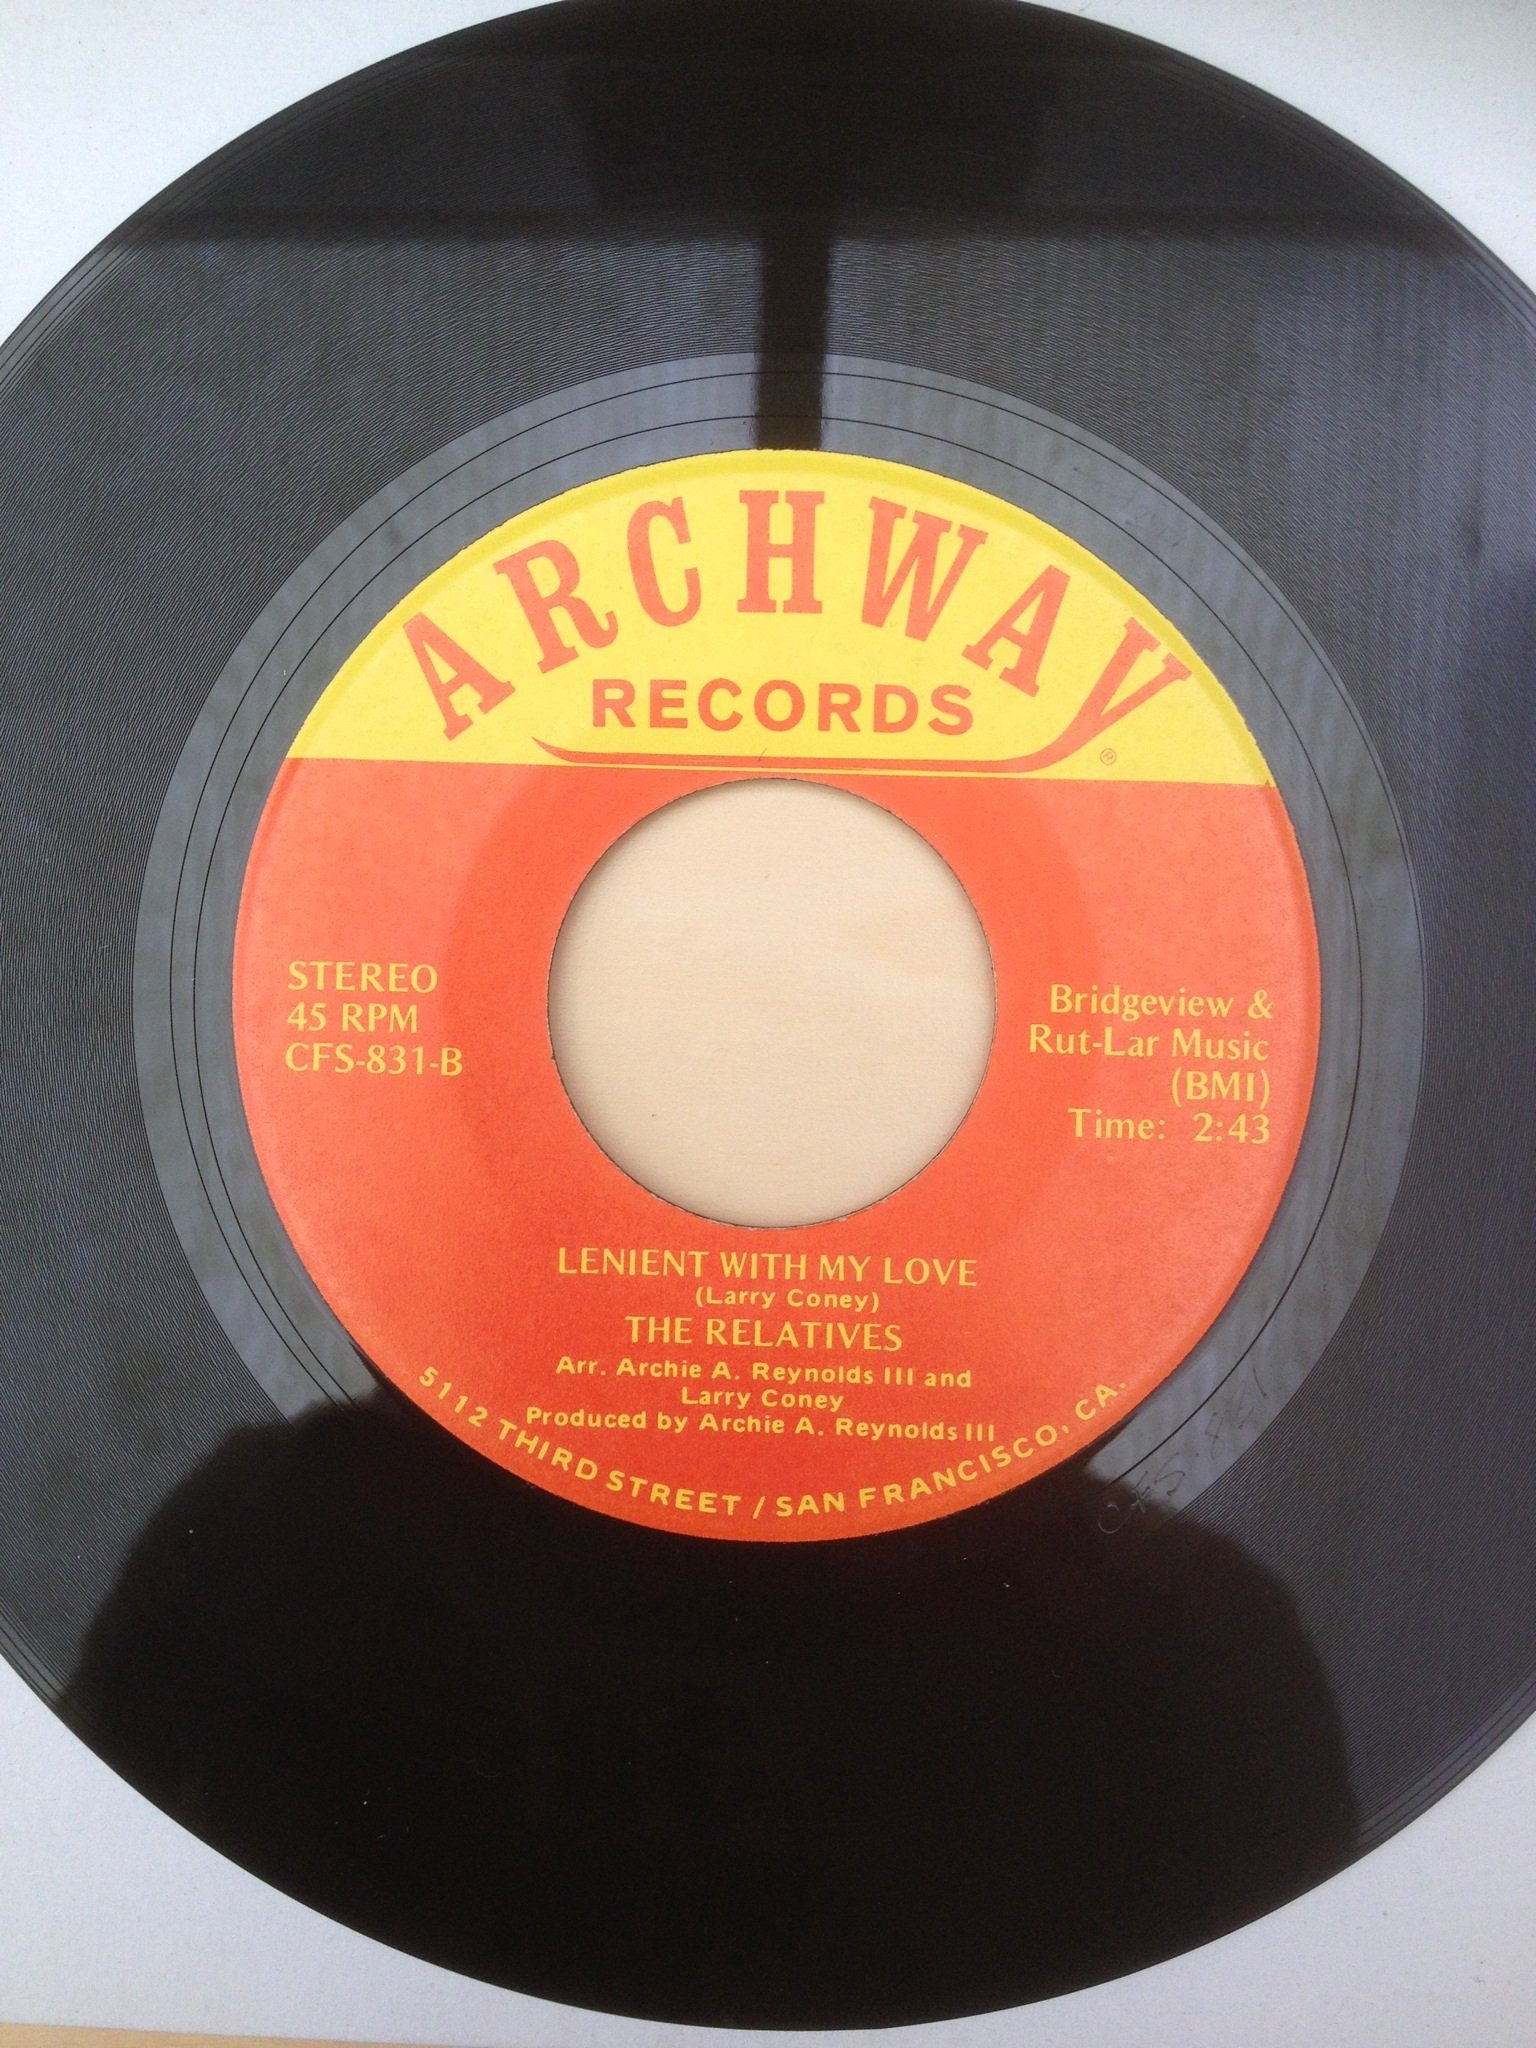 ARCHWAY
RECORDS
®
STEREO
45 RPM
CFS-831-B
Bridgeview &
Rut-Lar Music
(BMI)
Time: 2:43
LENIENT WITH MY LOVE
(Larry Coney)
THE RELATIVES
Arr. Archie A. Reynolds III and
Larry Coney
Produced by Archie A. Reynolds III
5112 THIRD STREET / SAN FRANCISCO, CA.